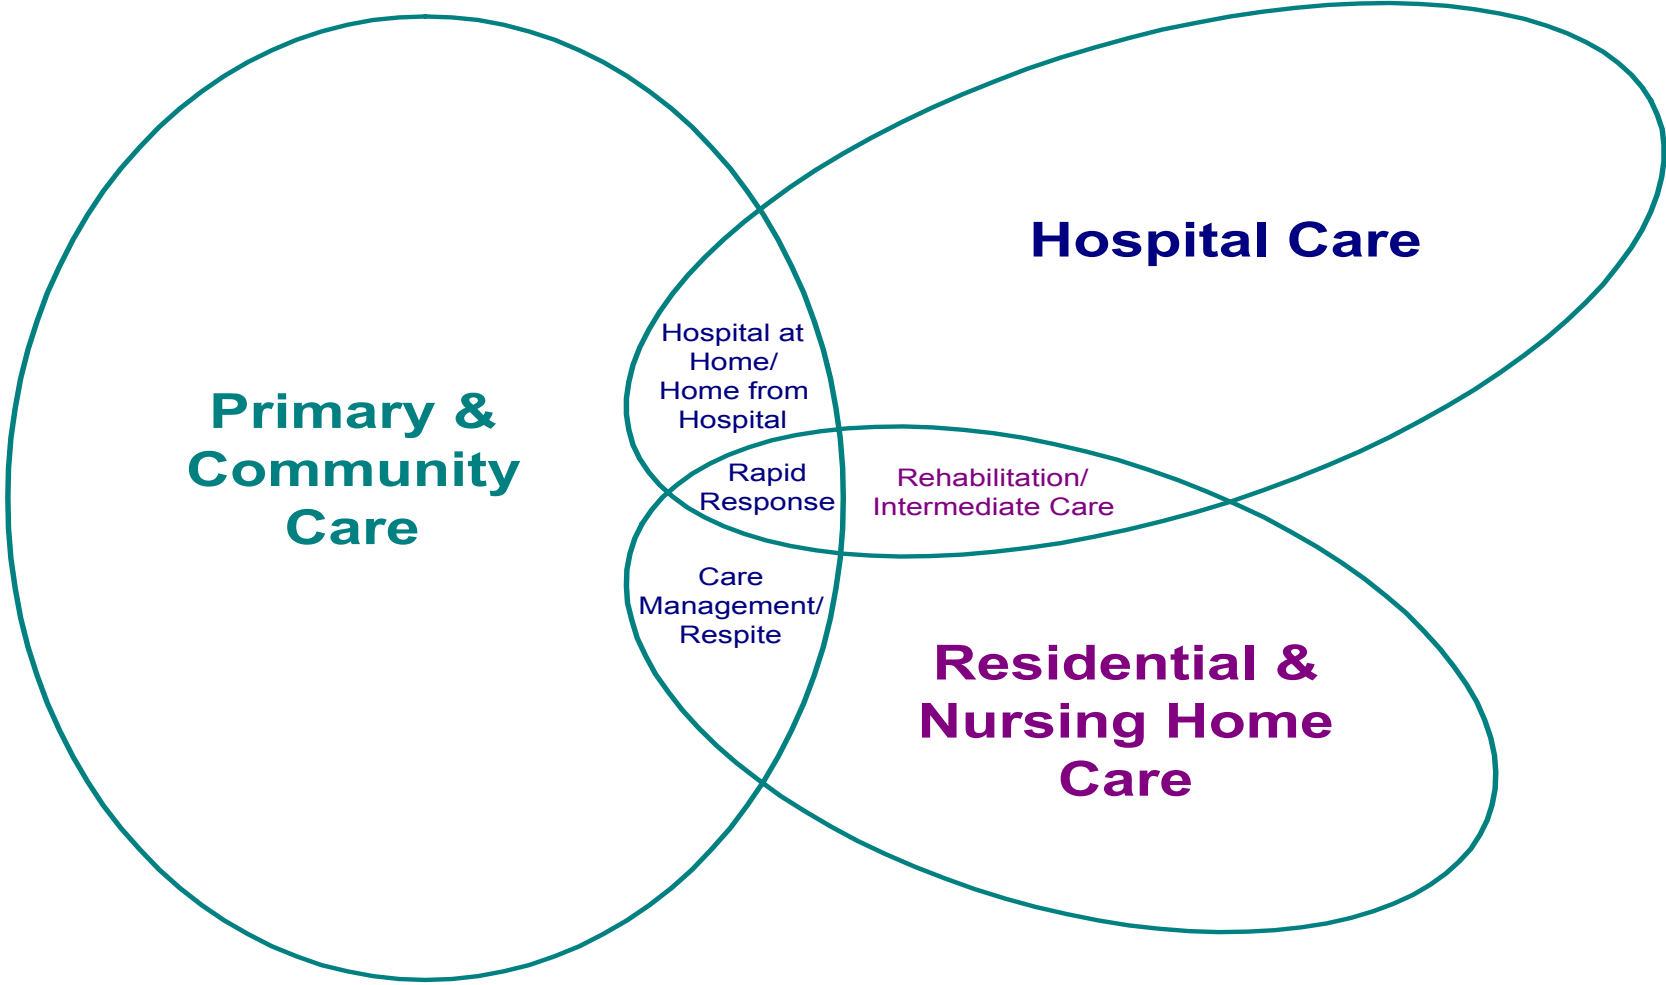 Hospital Care
Hospital at
Home/
Home from
Hospital
Primary &
Community
Care
Rapid
Response
Rehabilitation/
Intermediate Care
Care
Management/
Respite
Residential &
Nursing Home
Care